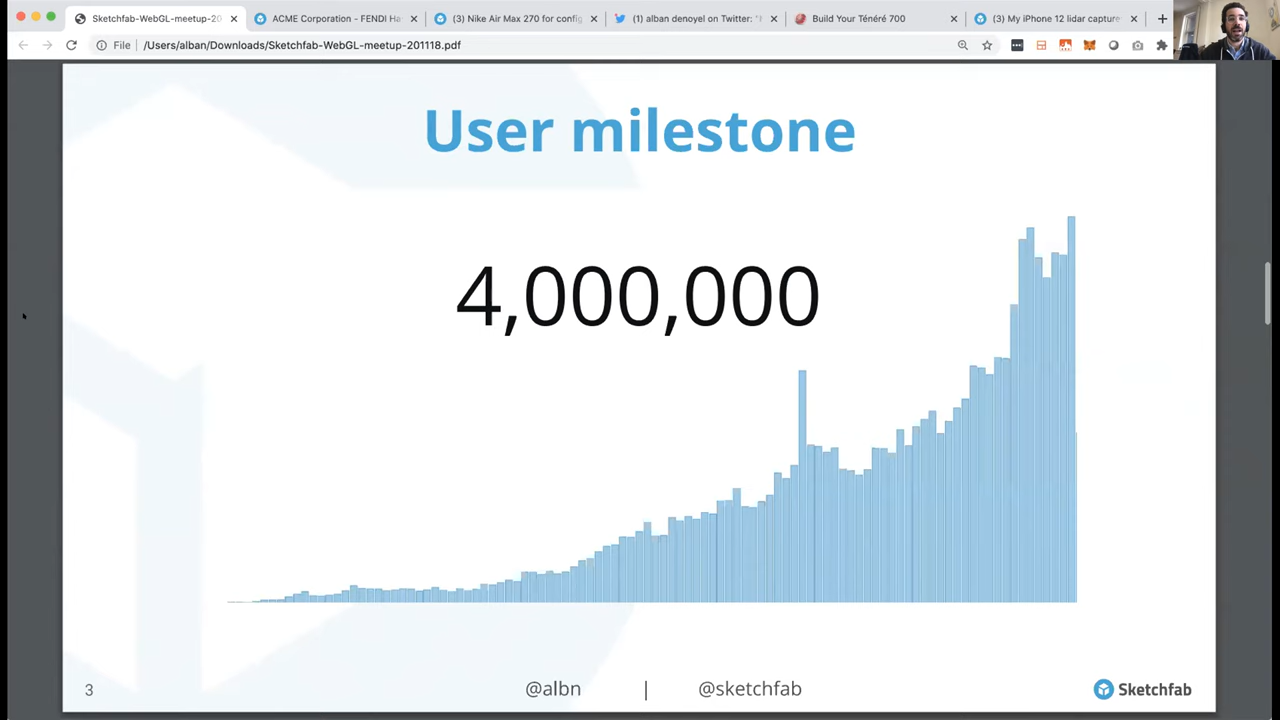 Sketchfab-WebGL-meetup-20
ACME Corporation - FENDI Ha
(3) Nike Air Max 270 for config
(1) alban denoyel on Twitter: "
Build Your Ténéré 700
(3) My iPhone 12 lidar capture
File
/Users/alban/Downloads/Sketchfab-WebGL-meetup-201118.pdf
User milestone
4,000,000
3
@albn | @sketchfab
Sketchfab